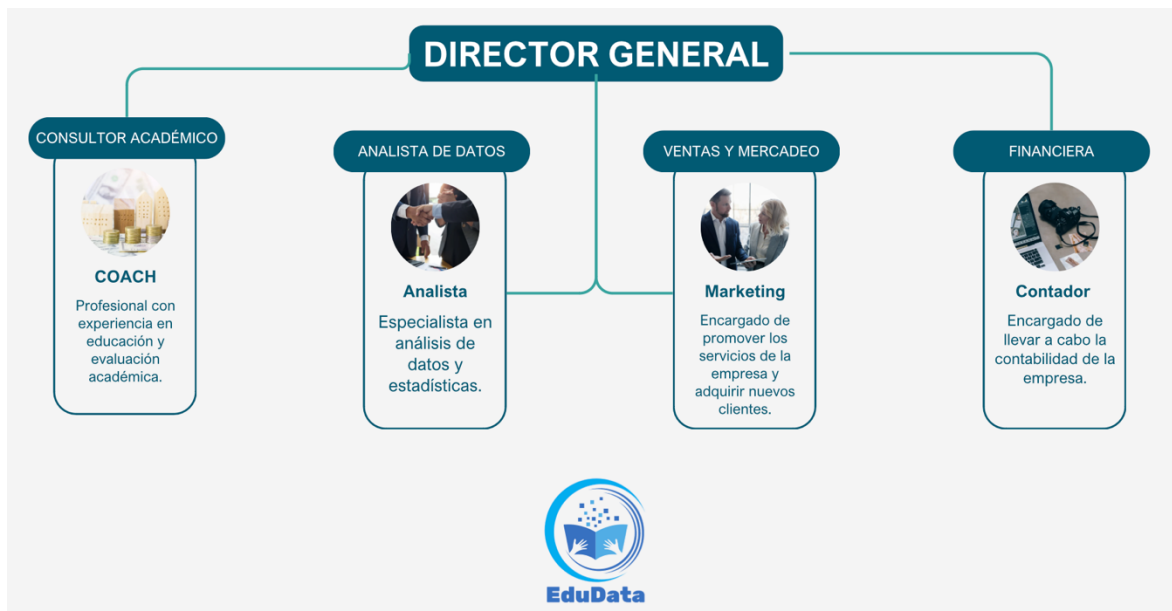 DIRECTOR GENERAL
CONSULTOR ACADÉMICO
COACH
Profesional con
experiencia en
educación y
evaluación
académica.
ANALISTA DE DATOS
Analista
Especialista en
análisis de
datos y
estadísticas.
VENTAS Y MERCADEO
Marketing
Encargado de
promover los
servicios de la
empresa y
adquirir nuevos
clientes.
FINANCIERA
Contador
Encargado de
llevar a cabo la
contabilidad de la
empresa.
EduData